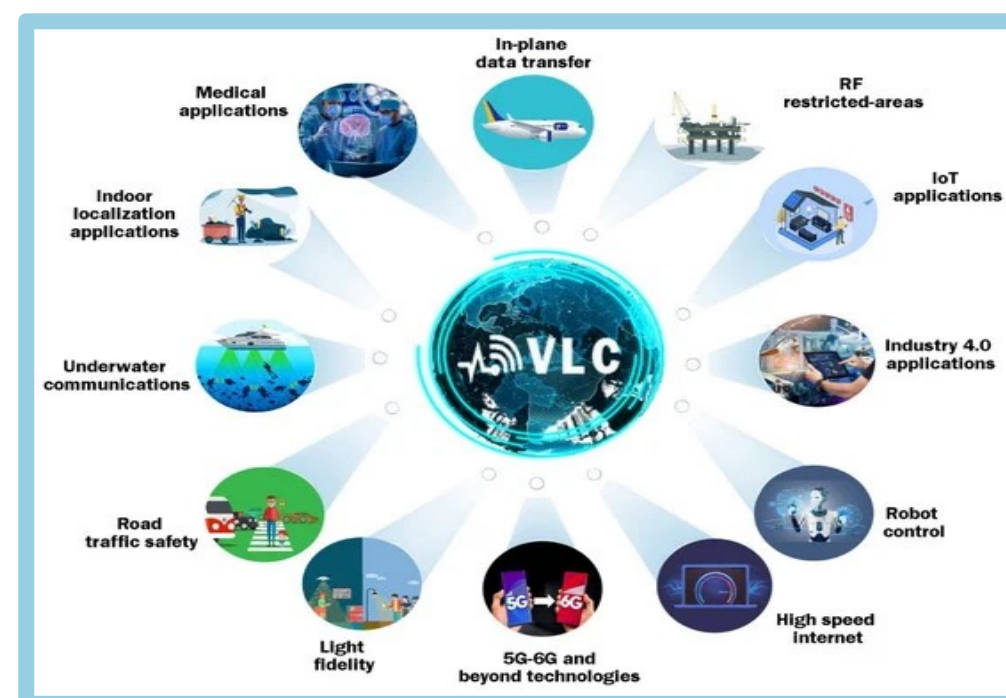 In-plane
data transfer
Medical
applications
RF
restricted-areas
IoT
applications
Indoor
localization
applications
VLC
Industry 4.0
applications
Underwater
communications
Road
traffic safety
Robot
control
5G
6G
High speed
internet
Light
fidelity
5G-6G and
beyond technologies